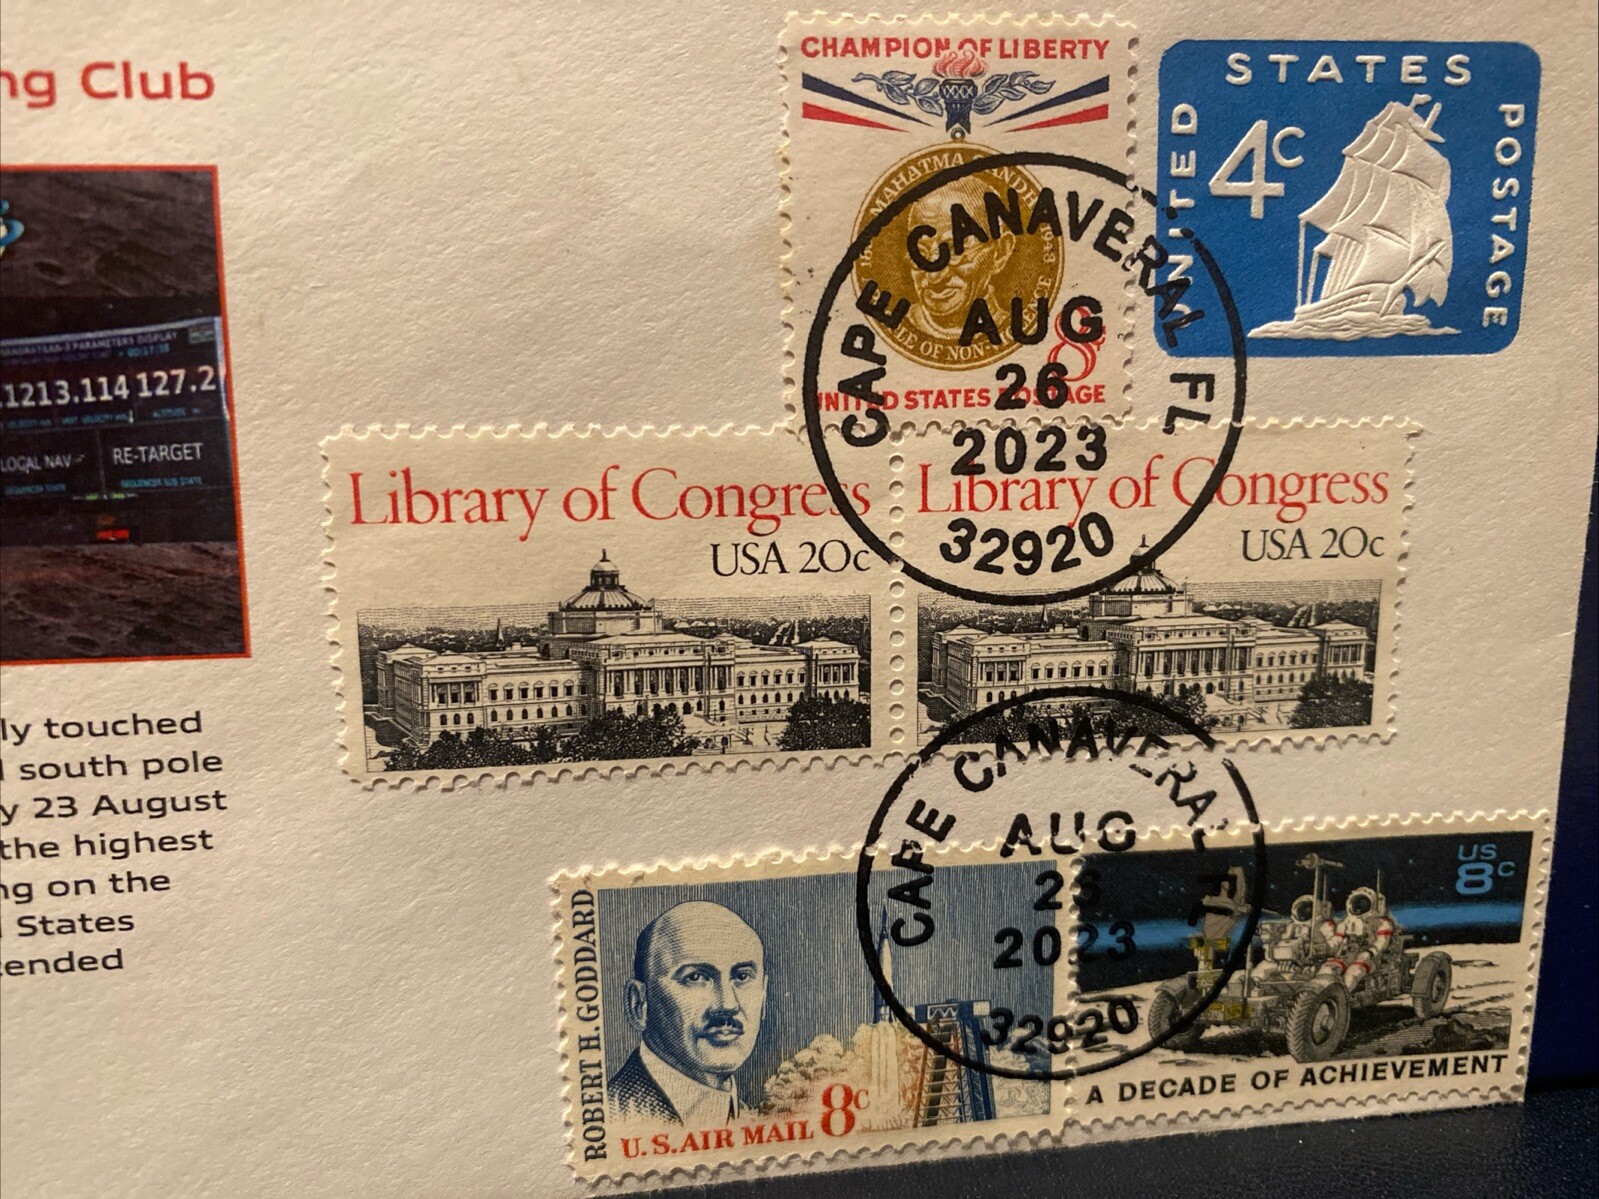 ng Club
CHAMPION OF LIBERTY
MAHATMA GANDHI
UNITED STATES POSTAGE
8c
UNITED STATES POSTAGE
4c
CAPE CANAVERAL FL
AUG
26
2023
32920
1213.114 127.2
LOCAL NAV
RE-TARGET
Library of Congress
USA 20c
Library of Congress
USA 20c
ly touched
south pole
y 23 August
the highest
ng on the
States
tended
CAPE CANAVERAL FL
AUG
23
2023
32920
ROBERT H. GODDARD
U.S. AIR MAIL 8c
US
8c
A DECADE OF ACHIEVEMENT